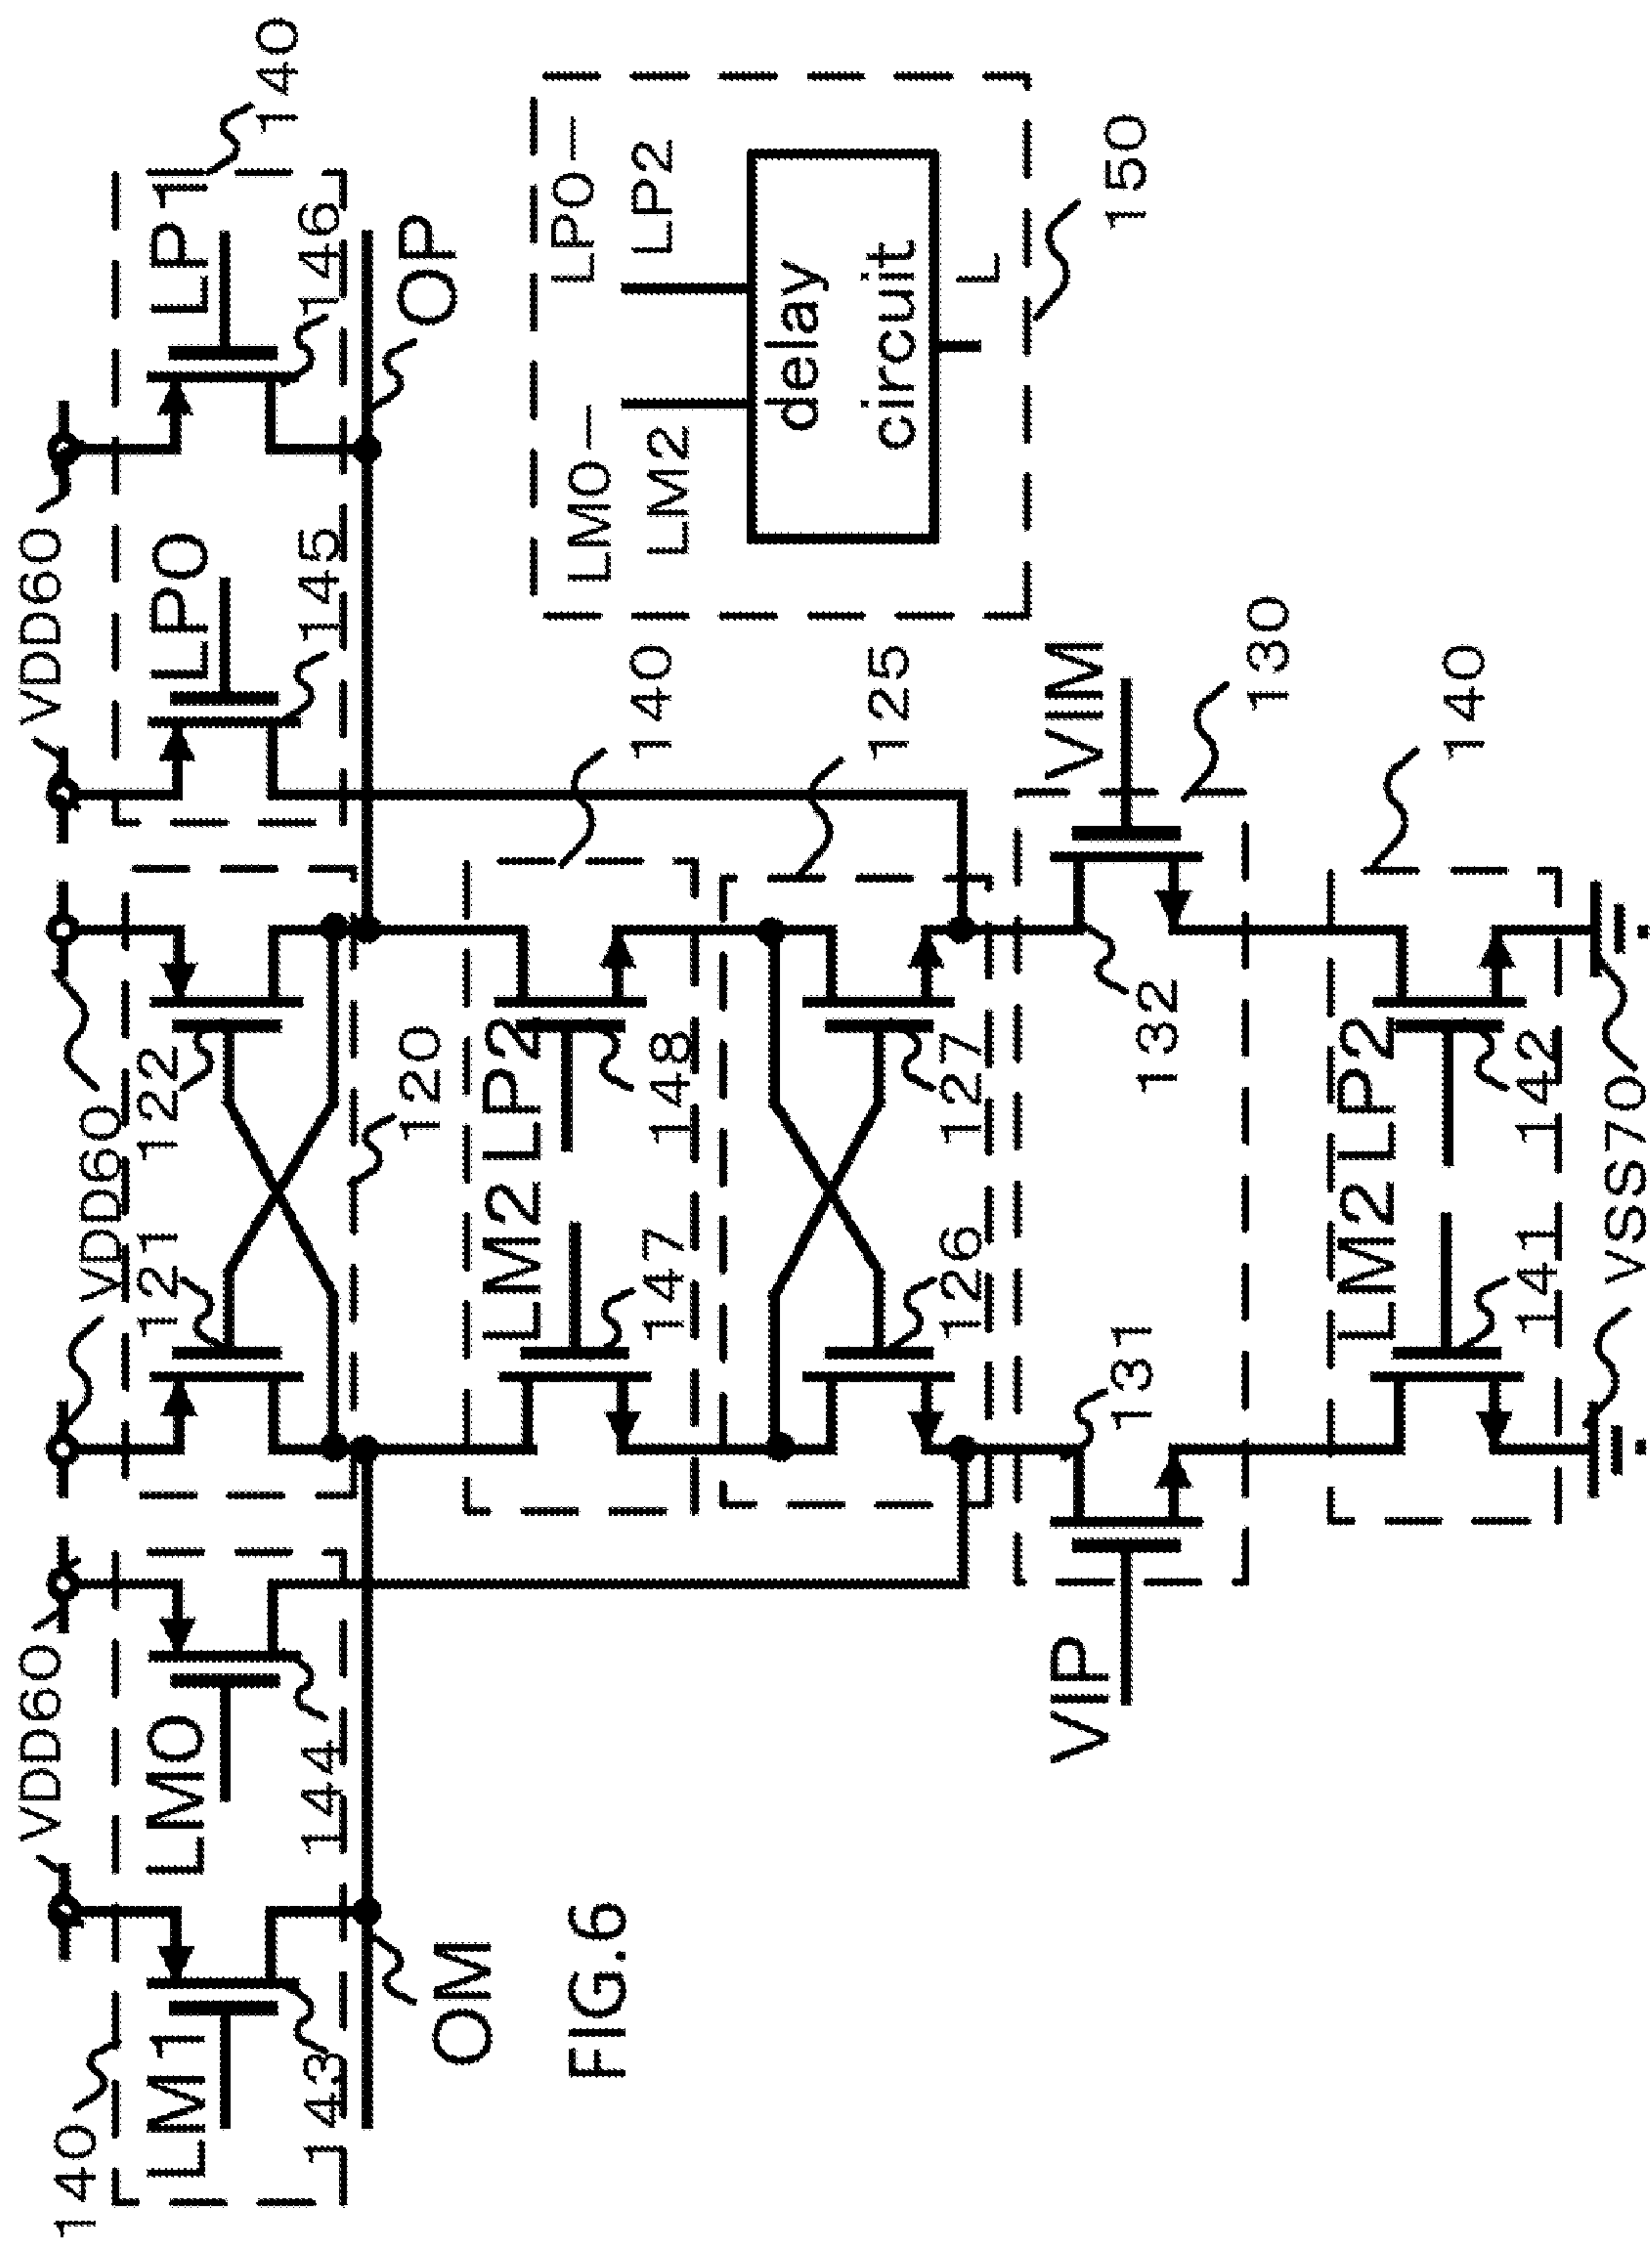 140
LM1
143
VDD60
LM0
144
OM
VDD60
121
122
120
VDD60
LP0
145
LP1
146
140
OP
LM2 LP2
147
148
140
126
127
125
VIP
131
132
VIM
130
LM2 LP2
141
142
140
VSS70
LM0–
LM2
LP0–
LP2
delay
circuit
L
150
FIG.6